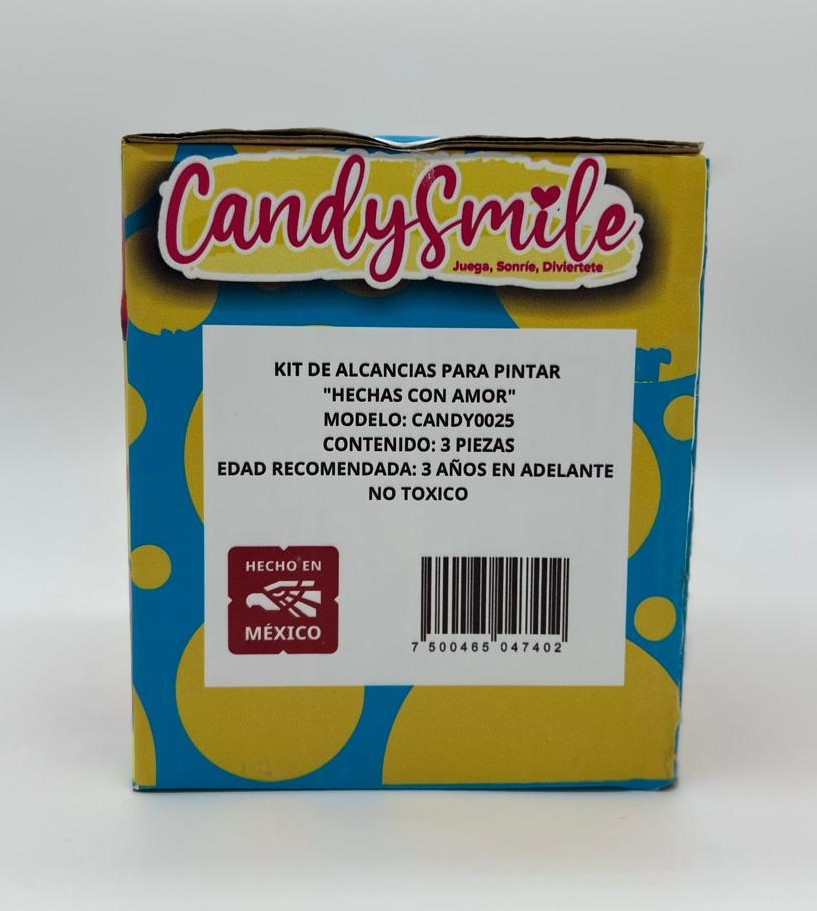 CandySmile
Juega, Sonríe, Diviertete
KIT DE ALCANCIAS PARA PINTAR
"HECHAS CON AMOR"
MODELO: CANDY0025
CONTENIDO: 3 PIEZAS
EDAD RECOMENDADA: 3 AÑOS EN ADELANTE
NO TOXICO
HECHO EN
MÉXICO
7 500465 047402